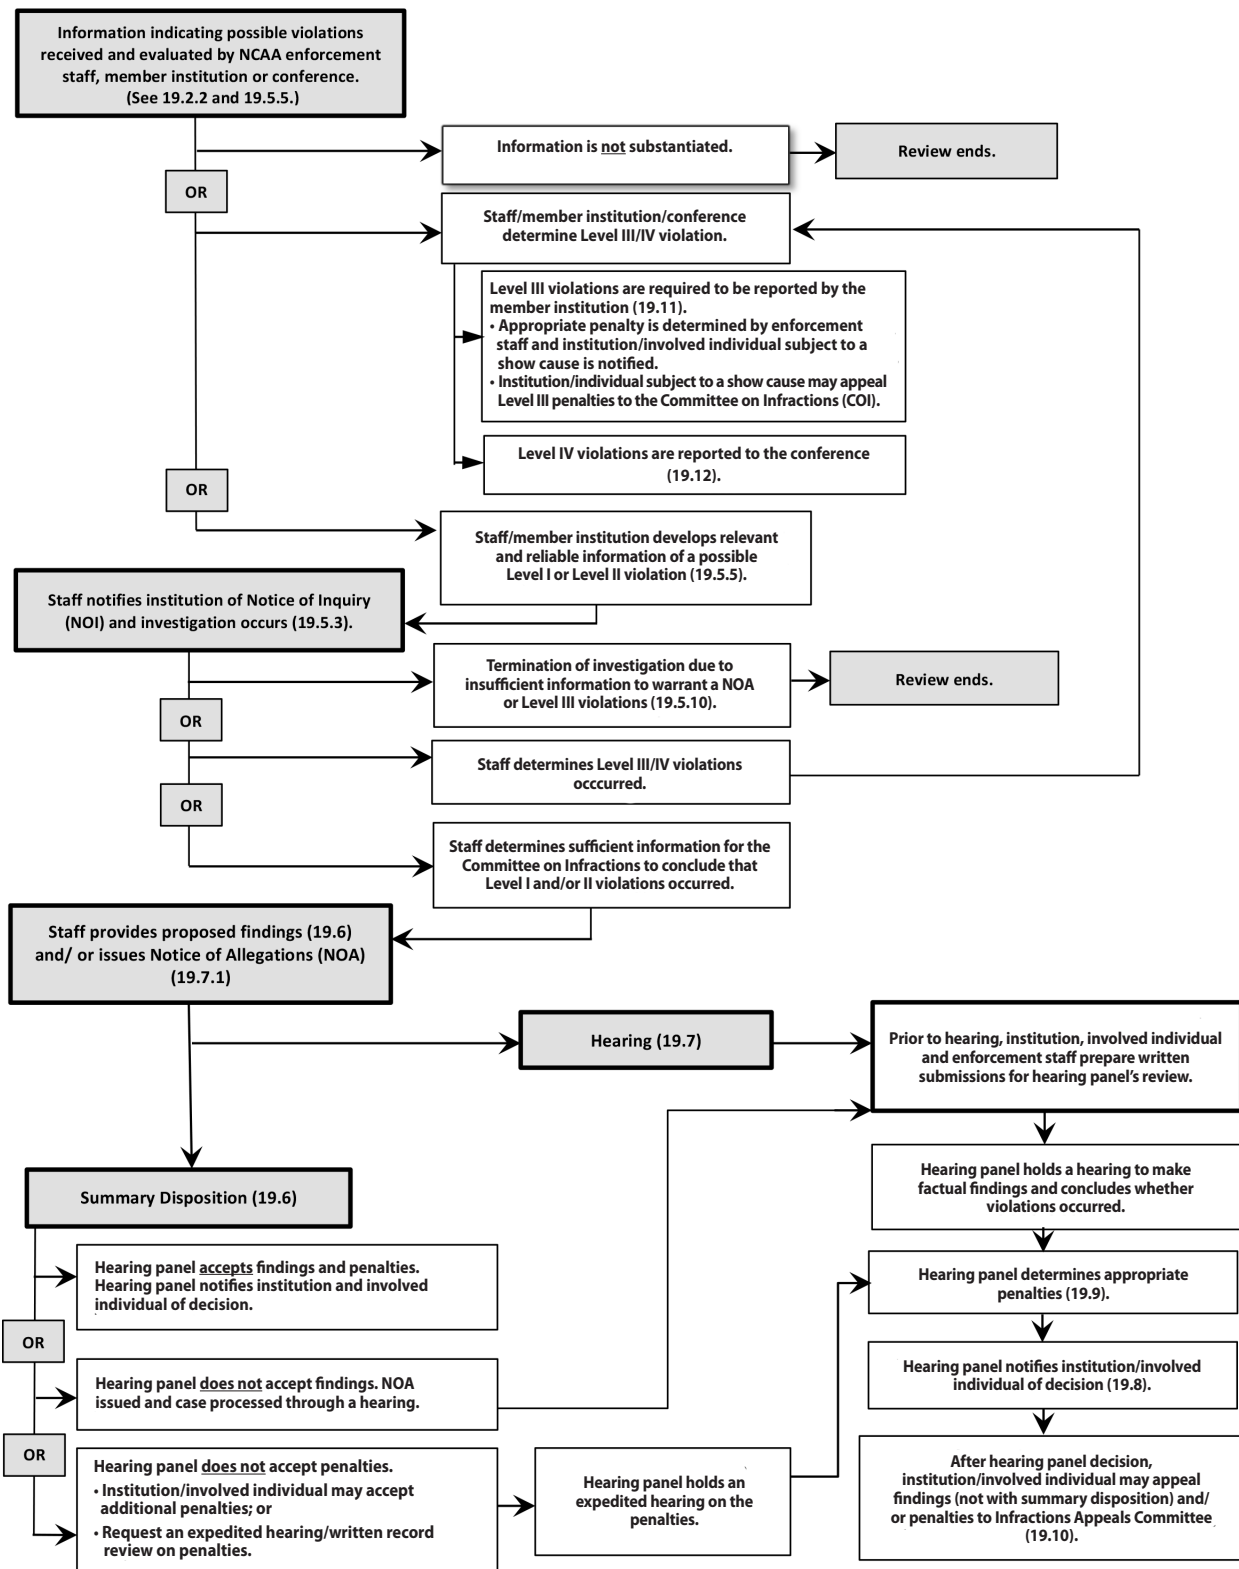 Information indicating possible violations
received and evaluated by NCAA enforcement
staff, member institution or conference.
(See 19.2.2 and 19.5.5.)
Information is not substantiated.
Review ends.
OR
Staff/member institution/conference
determine Level III/IV violation.
Level III violations are required to be reported by the
member institution (19.11).
• Appropriate penalty is determined by enforcement
staff and institution/involved individual subject to a
show cause is notified.
• Institution/individual subject to a show cause may appeal
Level III penalties to the Committee on Infractions (COI).
Level IV violations are reported to the conference
(19.12).
OR
Staff/member institution develops relevant
and reliable information of a possible
Level I or Level II violation (19.5.5).
Staff notifies institution of Notice of Inquiry
(NOI) and investigation occurs (19.5.3).
Termination of investigation due to
insufficient information to warrant a NOA
or Level III violations (19.5.10).
Review ends.
OR
Staff determines Level III/IV violations
occcurred.
OR
Staff determines sufficient information for the
Committee on Infractions to conclude that
Level I and/or II violations occurred.
Staff provides proposed findings (19.6)
and/ or issues Notice of Allegations (NOA)
(19.7.1)
Hearing (19.7)
Prior to hearing, institution, involved individual
and enforcement staff prepare written
submissions for hearing panel's review.
Hearing panel holds a hearing to make
factual findings and concludes whether
violations occurred.
Summary Disposition (19.6)
Hearing panel accepts findings and penalties.
Hearing panel notifies institution and involved
individual of decision.
Hearing panel determines appropriate
penalties (19.9).
OR
Hearing panel does not accept findings. NOA
issued and case processed through a hearing.
Hearing panel notifies institution/involved
individual of decision (19.8).
OR
Hearing panel does not accept penalties.
• Institution/involved individual may accept
additional penalties; or
• Request an expedited hearing/written record
review on penalties.
Hearing panel holds an
expedited hearing on the
penalties.
After hearing panel decision,
institution/involved individual may appeal
findings (not with summary disposition) and/
or penalties to Infractions Appeals Committee
(19.10).